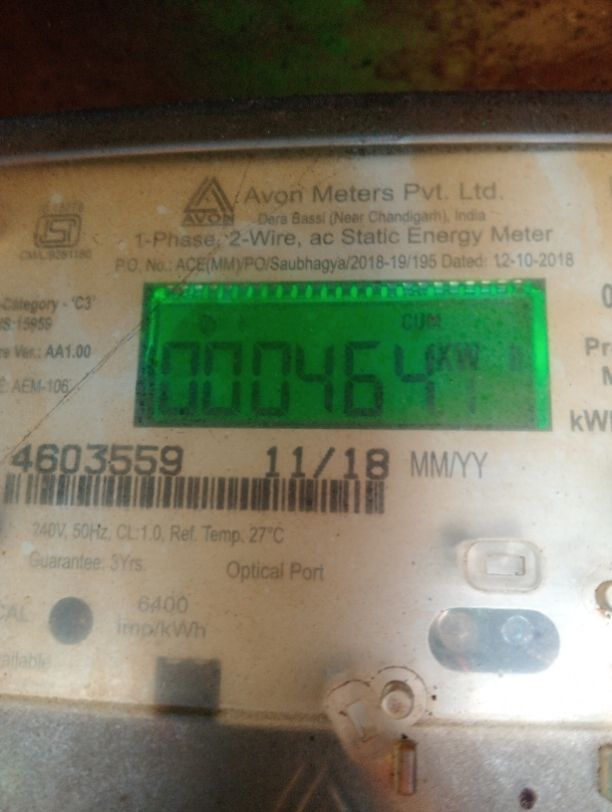 Avon Meters Pvt. Ltd.
AVON
Dera Bassi (Near Chandigarh), India
1-Phase, 2-Wire, ac Static Energy Meter
P.O. No.: ACE(MM)/PO/Saubhagya/2018-19/195 Dated: 12-10-2018
-Category - 'C3'
IS:15959
re Ver.: AA1.00
AEM-106
CUM
000464
KW
kW
4603559 11/18 MM/YY
240V, 50Hz, CL:1.0, Ref. Temp. 27°C
Guarantee: 3Yrs.
Optical Port
CAL
6400
imp/kWh